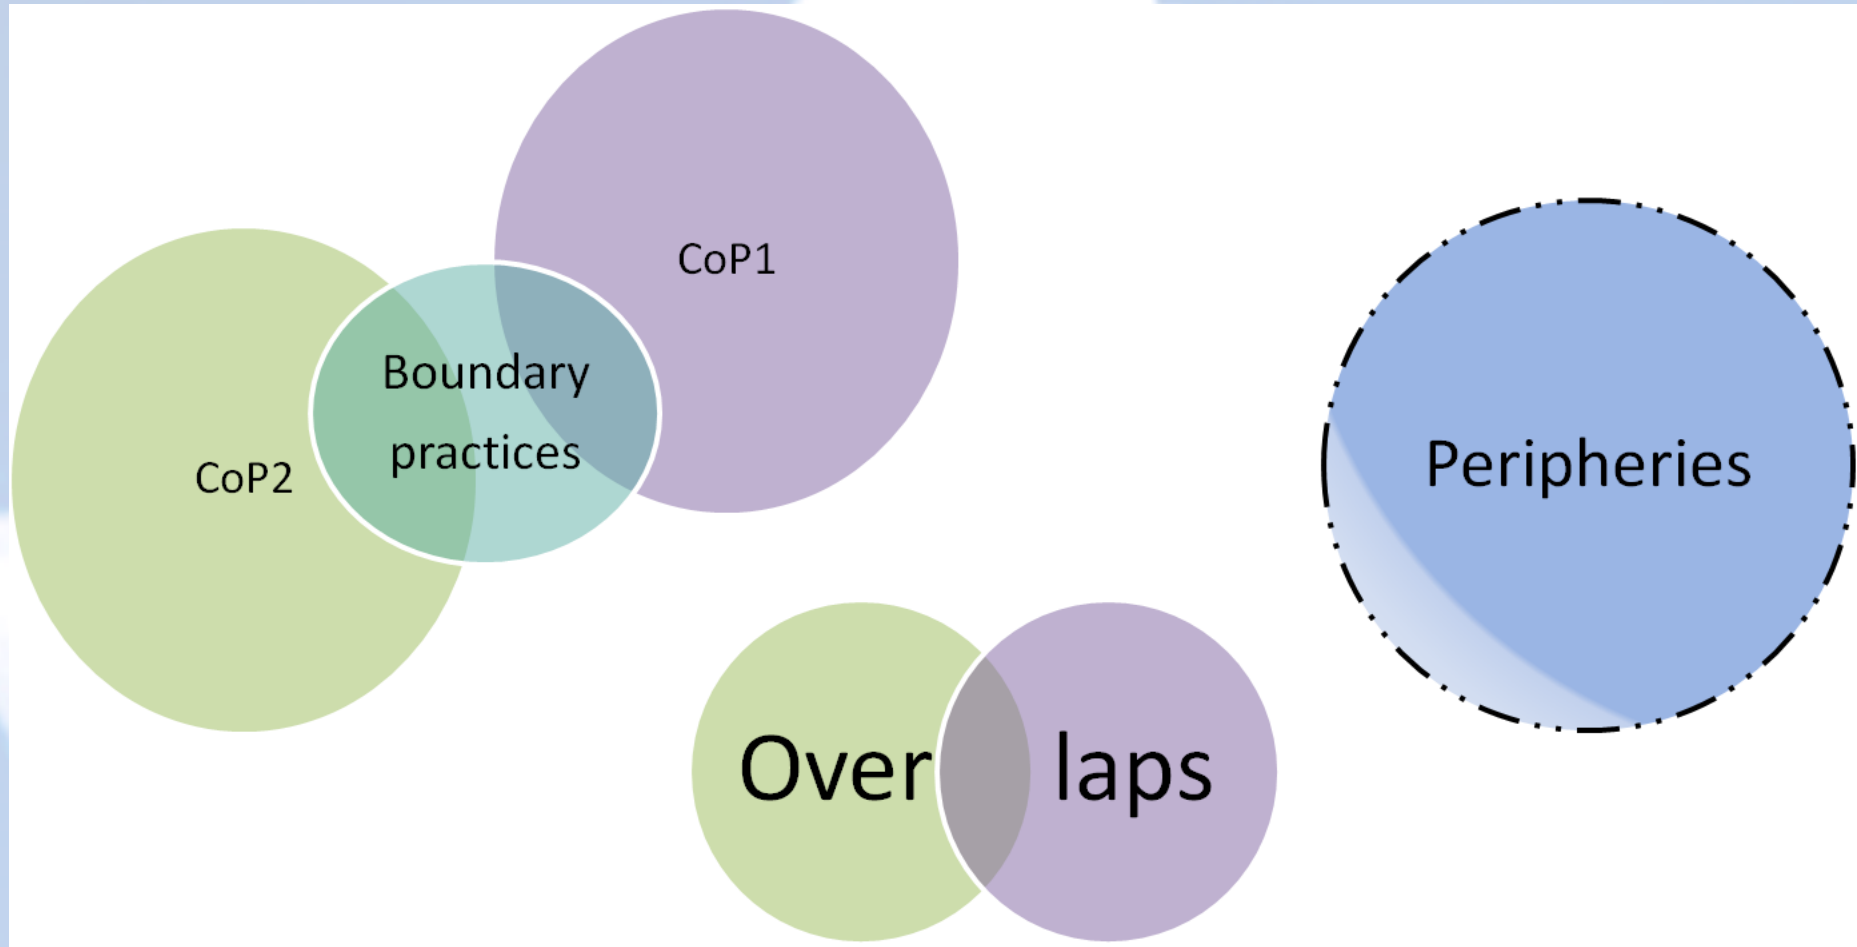 CoP1
Boundary
practices
CoP2
Peripheries
Over laps